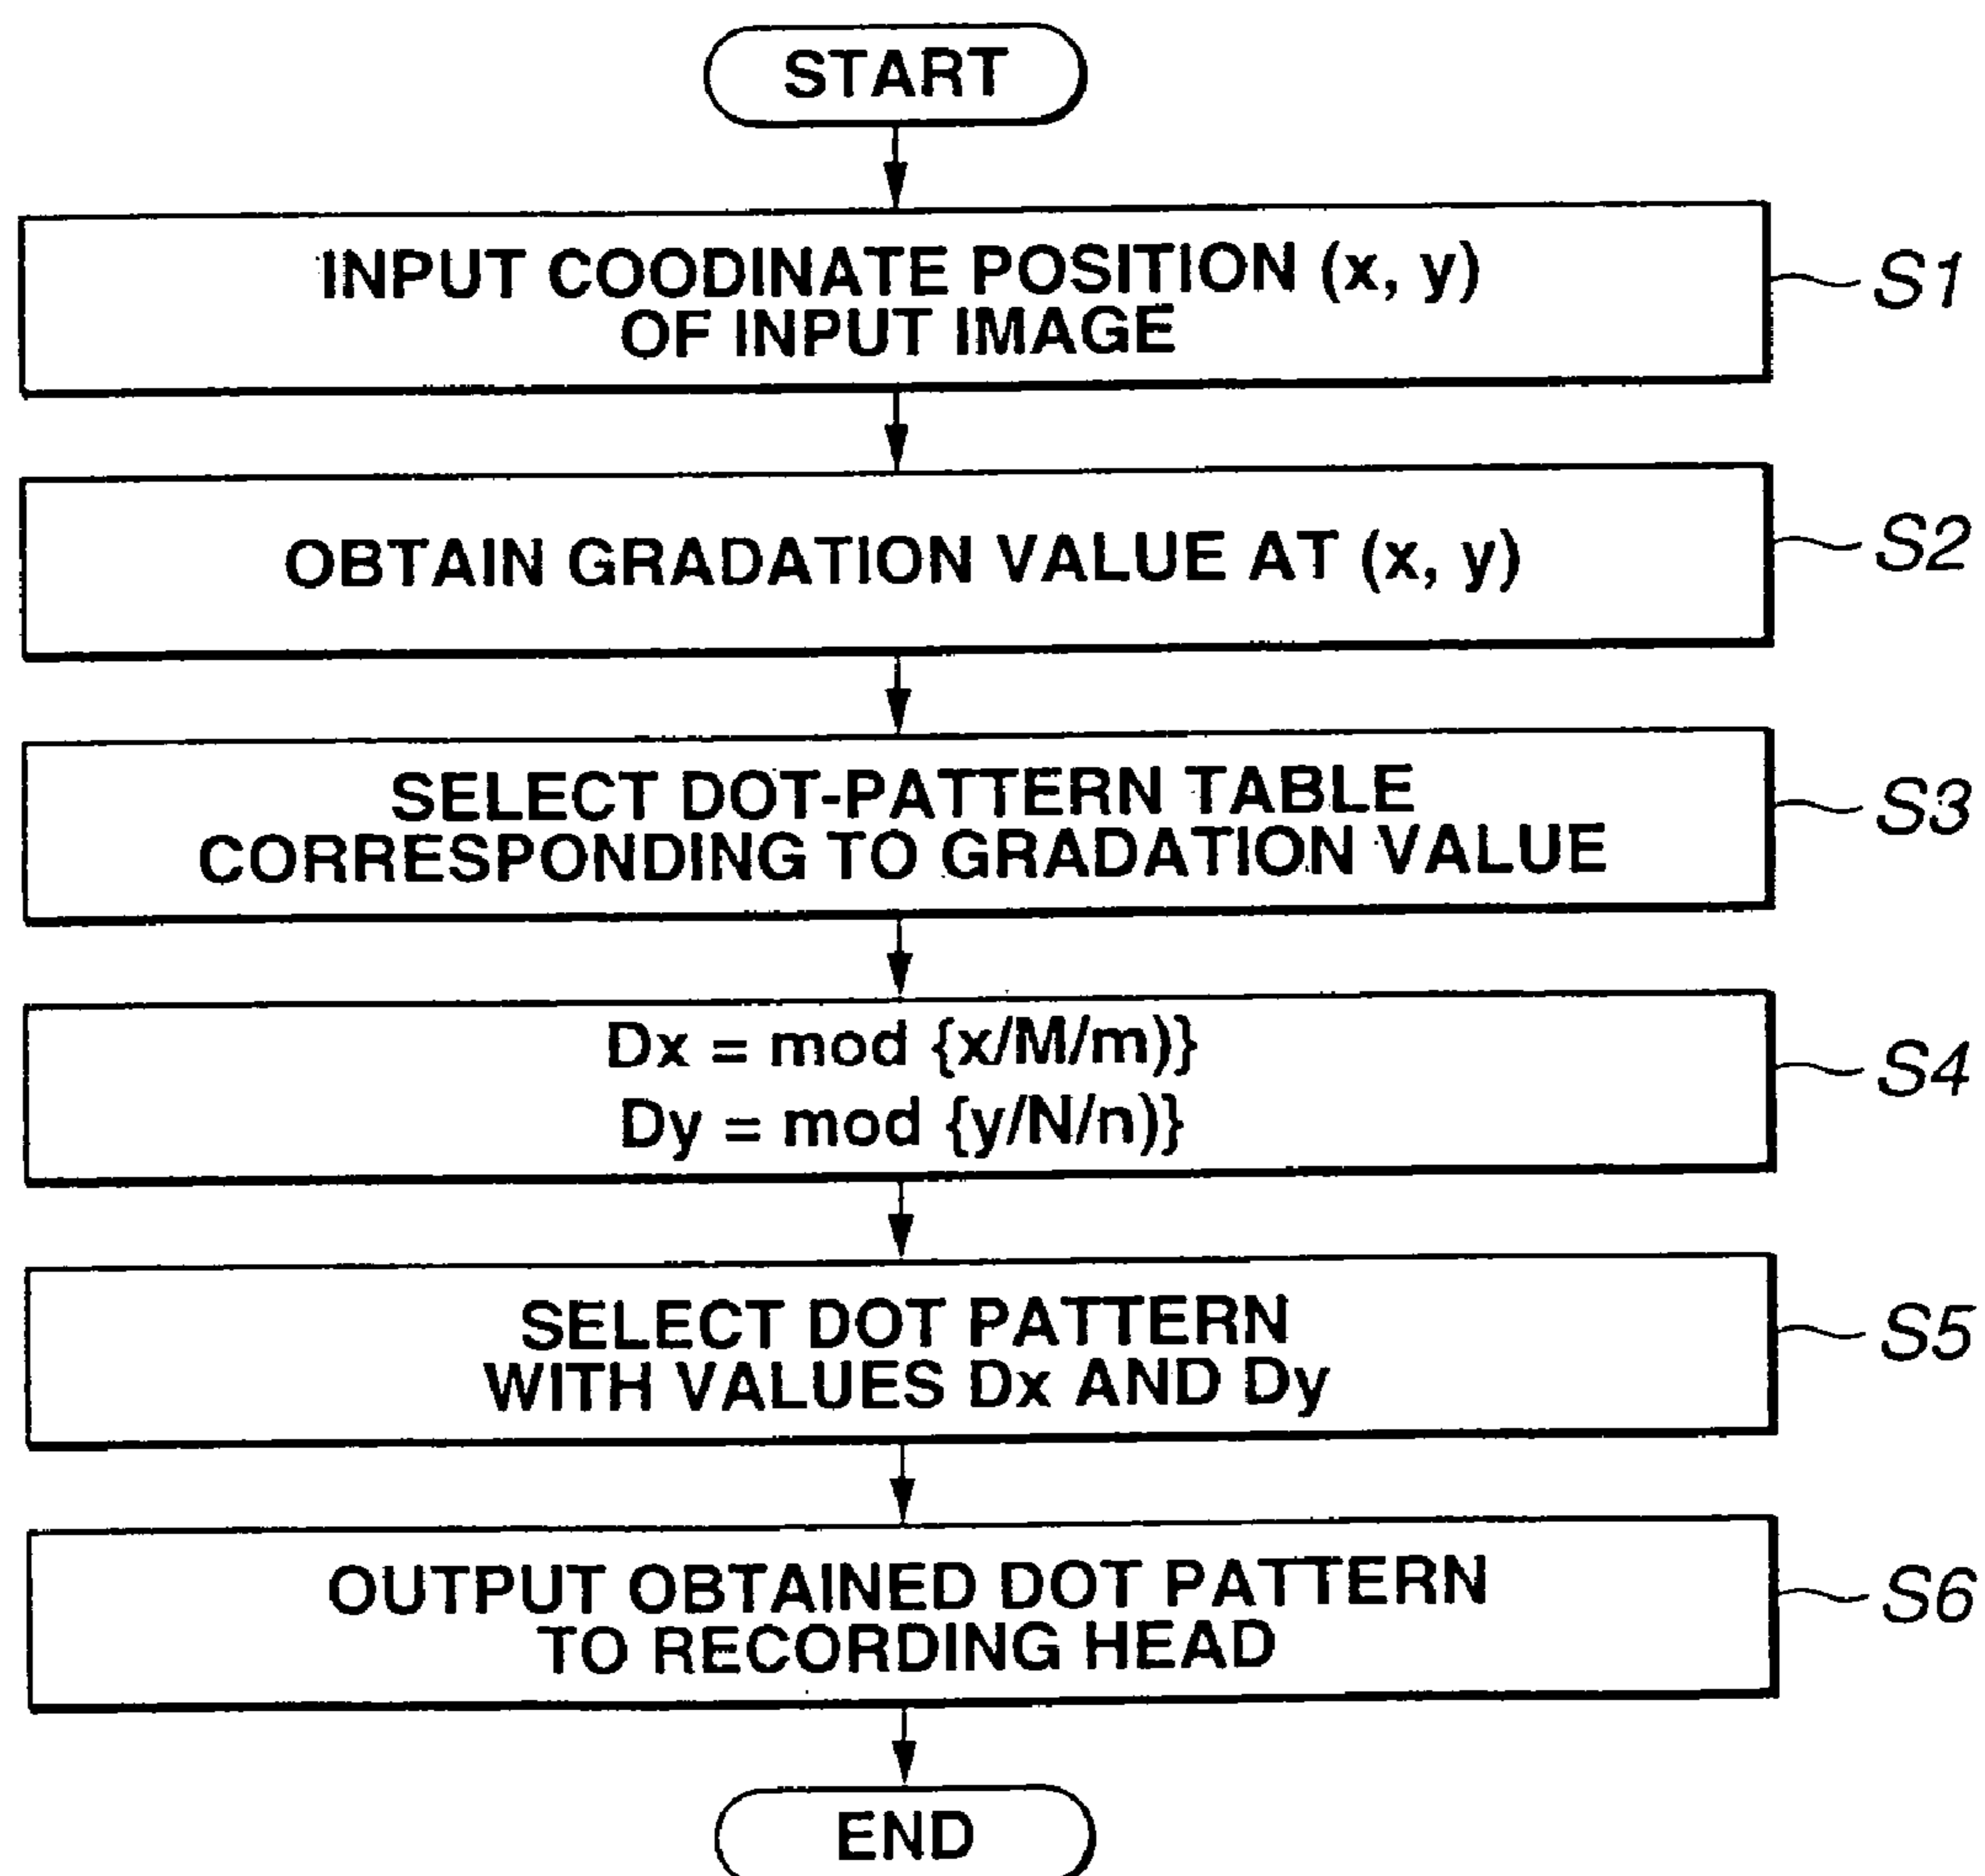 START
INPUT COODINATE POSITION (x, y)
OF INPUT IMAGE
S1
OBTAIN GRADATION VALUE AT (x, y)
S2
SELECT DOT-PATTERN TABLE
CORRESPONDING TO GRADATION VALUE
S3
Dx = mod {x/M/m)}
Dy = mod {y/N/n)}
S4
SELECT DOT PATTERN
WITH VALUES Dx AND Dy
S5
OUTPUT OBTAINED DOT PATTERN
TO RECORDING HEAD
S6
END